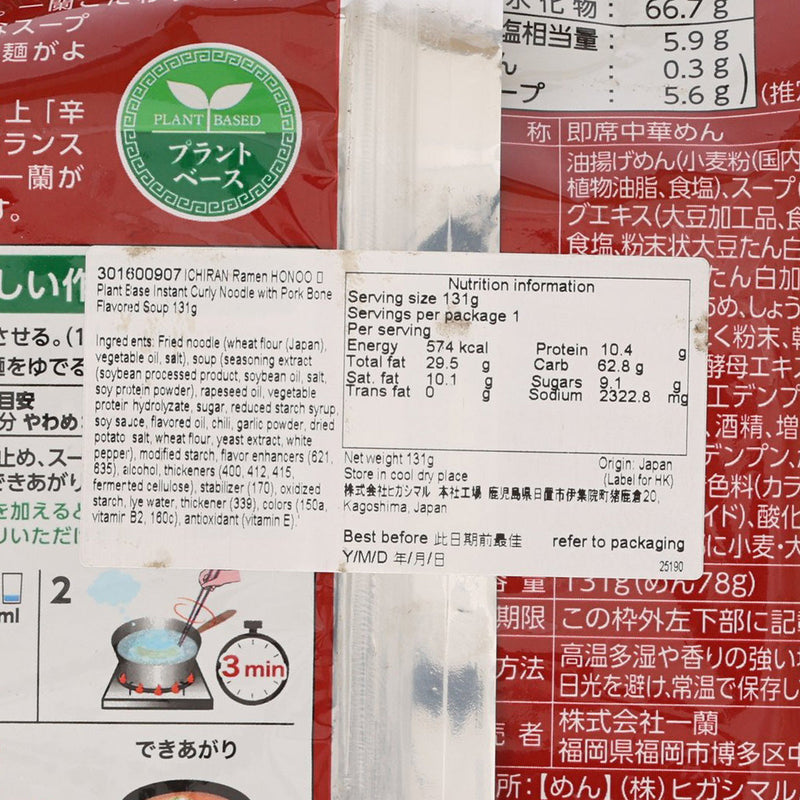 なスープ
麺がよ
上「辛
ランス
一蘭が
す。
PLANT BASED
プラント
ベース
水化物: 66.7g
塩相当量: 5.9g
ん : 0.3g
ープ : 5.6g
(推
称 即席中華めん
油揚げめん(小麦粉(国内
植物油脂、食塩)、スープ
グエキス(大豆加工品、食
食塩、粉末状大豆たん白
たん白加
め、しょう
く粉末、
酵母エキス
エデンプ
、酒精、増
デンプン、
色料(カラ
イド)、酸化
に小麦・大
しい作
させる。(1
麺をゆでる
目安
分 やわめ
止め、スー
できあがり
を加えると
りいただけ
301600907 ICHIRAN Ramen HONOO
Plant Base Instant Curly Noodle with Pork Bone
Flavored Soup 131g
Ingredients: Fried noodle (wheat flour (Japan),
vegetable oil, salt), soup (seasoning extract
(soybean processed product, soybean oil, salt,
soy protein powder), rapeseed oil, vegetable
protein hydrolyzate, sugar, reduced starch syrup,
soy sauce, flavored oil, chili, garlic powder, dried
potato salt, wheat flour, yeast extract, white
pepper), modified starch, flavor enhancers (621,
635), alcohol, thickeners (400, 412, 415,
fermented cellulose), stabilizer (170), oxidized
starch, lye water, thickener (339), colors (150a,
vitamin B2, 160c), antioxidant (vitamin E).
Nutrition information
Serving size 131g
Servings per package 1
Per serving
Energy 574 kcal Protein 10.4 g
Total fat 29.5 g Carb 62.8 g
Sat. fat 10.1 g Sugars 9.1 g
Trans fat 0 g Sodium 2322.8 mg
Net weight 131g Origin: Japan
Store in cool dry place (Label for HK)
株式会社ヒガシマル 本社工場 鹿児島県日置市伊集院町猪鹿倉20,
Kagoshima, Japan
Best before 此日期前最佳 refer to packaging
Y/M/D 年/月/日 25190
ml
2
3 min
できあがり
量 131g(めん78g)
期限 この枠外左下部に記
方法 高温多湿や香りの強い
日光を避け、常温で保存し
者 株式会社一蘭
福岡県福岡市博多区中
所:【めん】(株)ヒガシマル